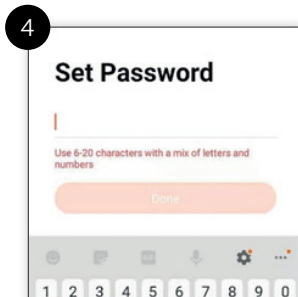 4
Set Password
Use 6-20 characters with a mix of letters and
numbers
Done
GIF
1 2 3 4 5 6 7 8 9 0